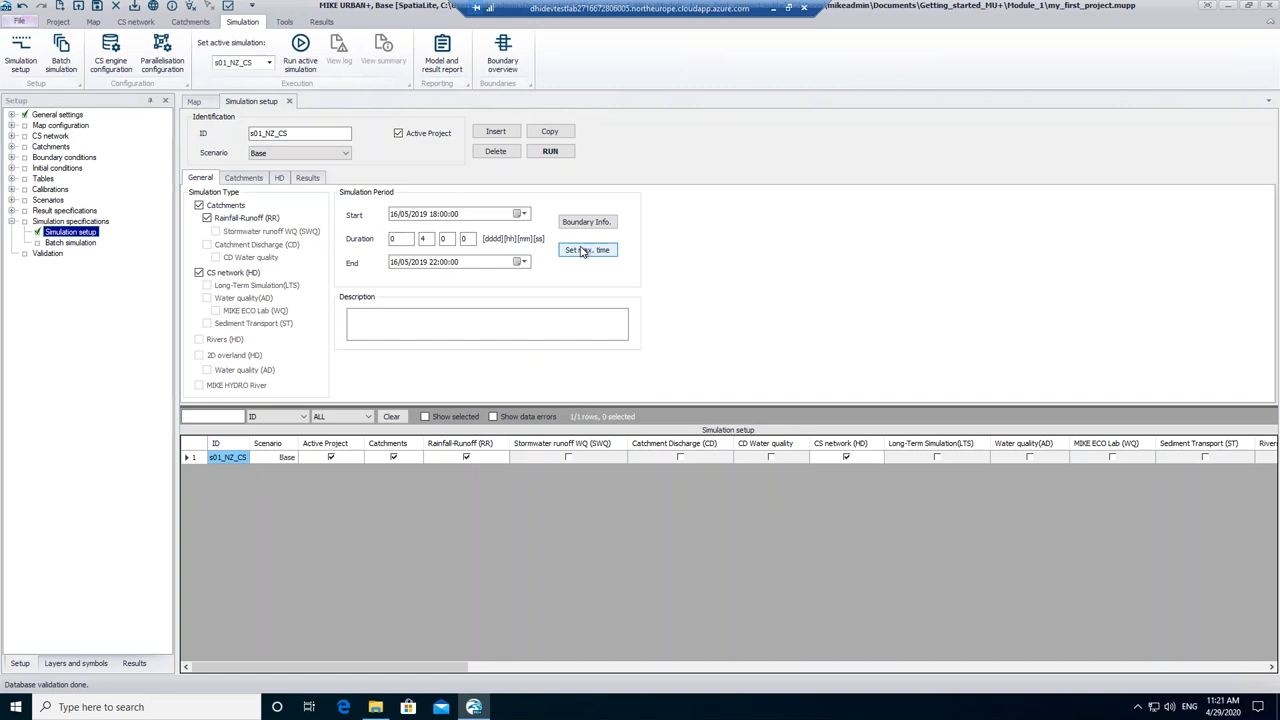 MIKE URBAN+, Base [SpatiaLite, C:\
dhidevtestlab2716672806005.northeurope.cloudapp.azure.com
\mikeadmin\Documents\Getting_started_MU+\Module_1\my_first_project.mupp
File Project Map CS network Catchments Simulation Tools Results
Simulation setup
Batch simulation
Setup
CS engine configuration
Parallelisation configuration
Configuration
Set active simulation:
s01_NZ_CS
Run active simulation
View log
View summary
Execution
Model and result report
Reporting
Boundary overview
Boundaries
Setup
General settings
Map configuration
CS network
Catchments
Boundary conditions
Initial conditions
Tables
Calibrations
Scenarios
Result specifications
Simulation specifications
Simulation setup
Batch simulation
Validation
Map Simulation setup
Identification
ID s01_NZ_CS Active Project Insert Copy
Scenario Base Delete RUN
General Catchments HD Results
Simulation Type
Catchments
Rainfall-Runoff (RR)
Stormwater runoff WQ (SWQ)
Catchment Discharge (CD)
CD Water quality
CS network (HD)
Long-Term Simulation(LTS)
Water quality(AD)
MIKE ECO Lab (WQ)
Sediment Transport (ST)
Rivers (HD)
2D overland (HD)
Water quality (AD)
MIKE HYDRO River
Simulation Period
Start 16/05/2019 18:00:00 Boundary Info.
Duration 0 4 0 0 [dddd][hh][mm][ss] Set max. time
End 16/05/2019 22:00:00
Description
ID ALL Clear Show selected Show data errors 1/1 rows, 0 selected
Simulation setup
ID Scenario Active Project Catchments Rainfall-Runoff (RR) Stormwater runoff WQ (SWQ) Catchment Discharge (CD) CD Water quality CS network (HD) Long-Term Simulation(LTS) Water quality(AD) MIKE ECO Lab (WQ) Sediment Transport (ST) River
1 s01_NZ_CS Base
Setup Layers and symbols Results
Database validation done.
Type here to search
ENG
11:21 AM
4/29/2020